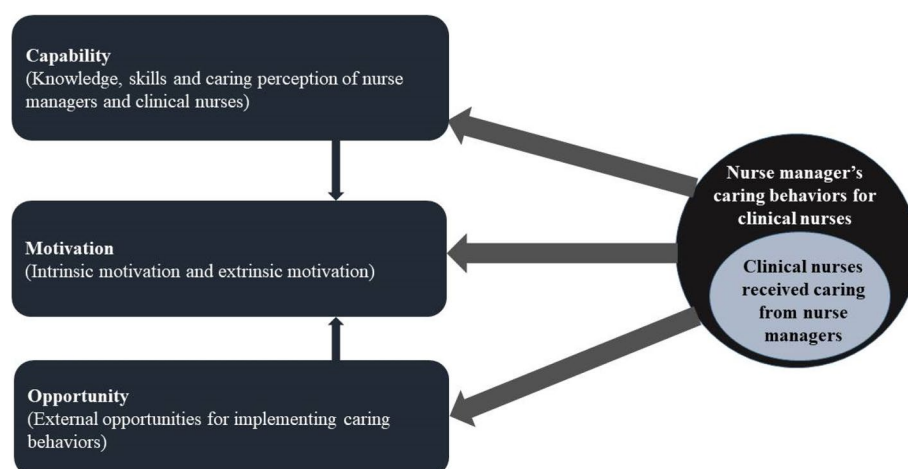 Capability
(Knowledge, skills and caring perception of nurse
managers and clinical nurses)
Motivation
(Intrinsic motivation and extrinsic motivation)
Opportunity
(External opportunities for implementing caring
behaviors)
Nurse manager's
caring behaviors for
clinical nurses
Clinical nurses
received caring
from nurse
managers